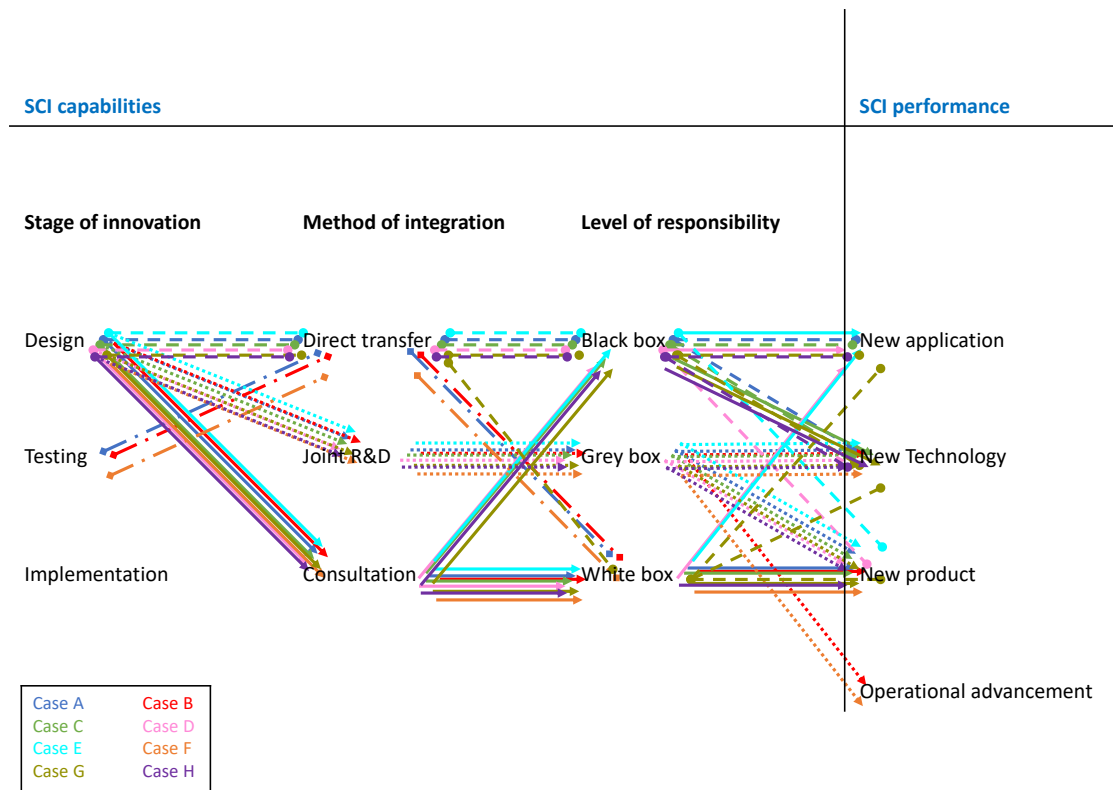 SCI capabilities SCI performance
Stage of innovation Method of integration Level of responsibility
Design Direct transfer Black box New application
Testing Joint R&D Grey box New Technology
Implementation Consultation White box New product
Operational advancement
Case A Case B
Case C Case D
Case E Case F
Case G Case H